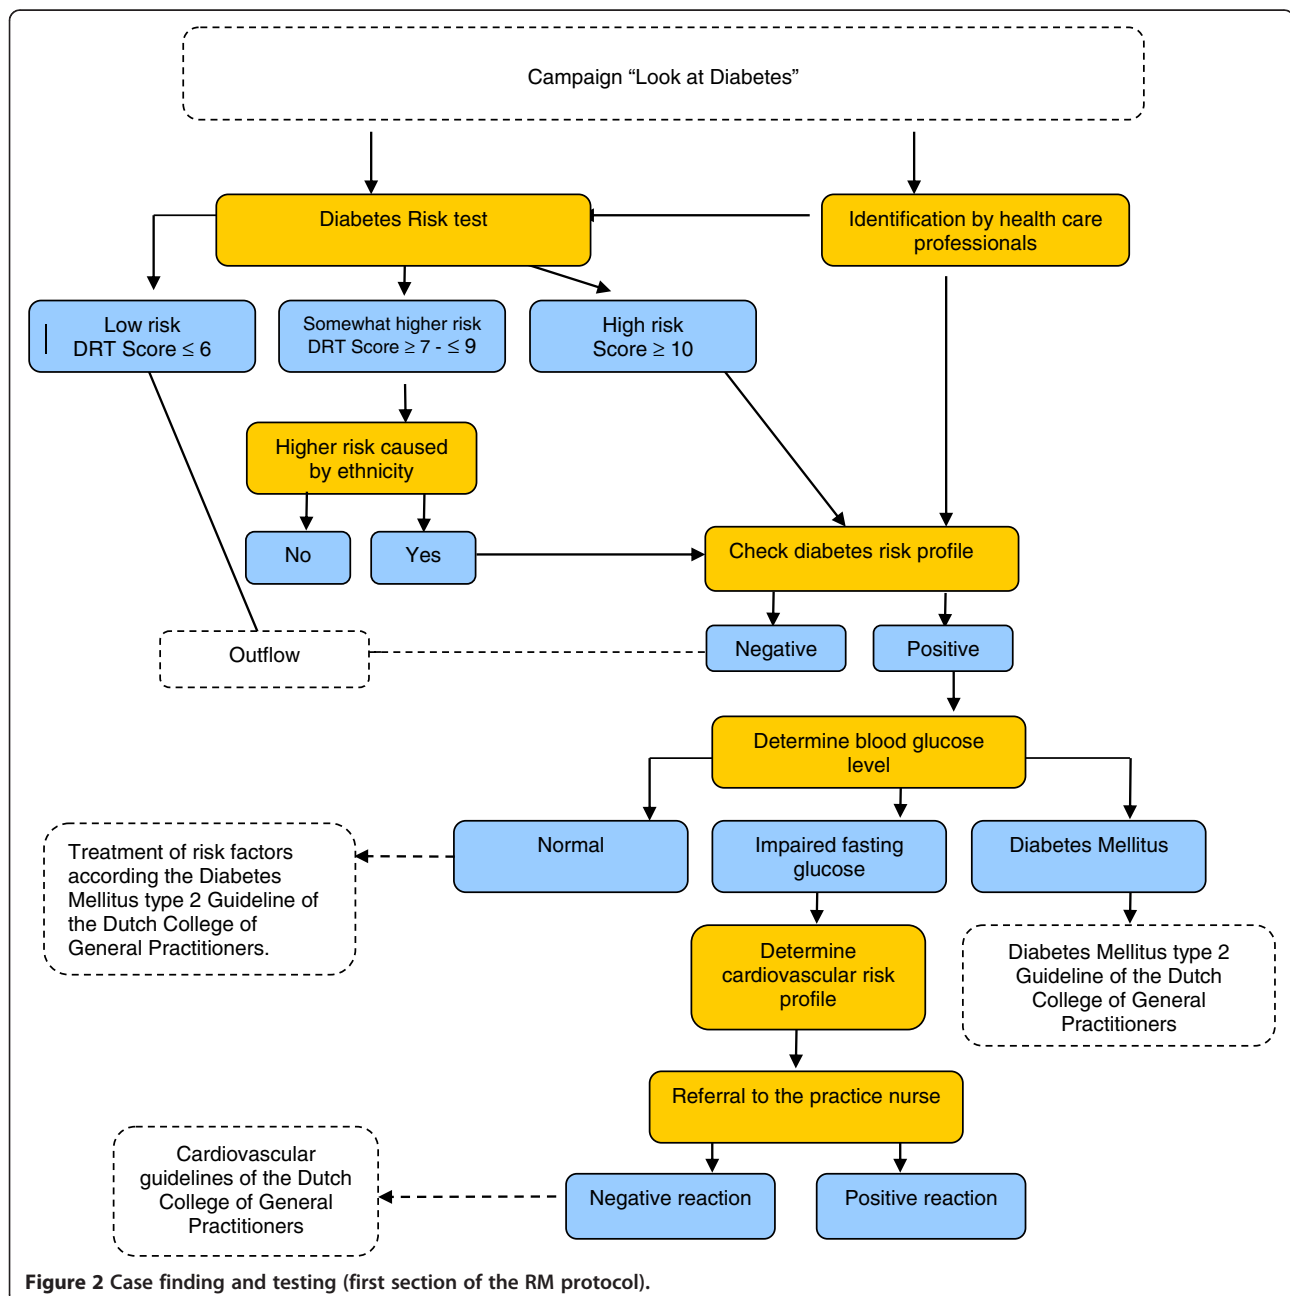 Campaign “Look at Diabetes”
Diabetes Risk test
Identification by health care
professionals
Low risk
DRT Score ≤ 6
Somewhat higher risk
DRT Score ≥ 7 - ≤ 9
High risk
Score ≥ 10
Higher risk caused
by ethnicity
No
Yes
Check diabetes risk profile
Outflow
Negative
Positive
Determine blood glucose
level
Normal
Impaired fasting
glucose
Diabetes Mellitus
Treatment of risk factors
according the Diabetes
Mellitus type 2 Guideline of
the Dutch College of
General Practitioners.
Determine
cardiovascular risk
profile
Diabetes Mellitus type 2
Guideline of the Dutch
College of General
Practitioners
Referral to the practice nurse
Cardiovascular
guidelines of the Dutch
College of General
Practitioners
Negative reaction
Positive reaction
Figure 2 Case finding and testing (first section of the RM protocol).